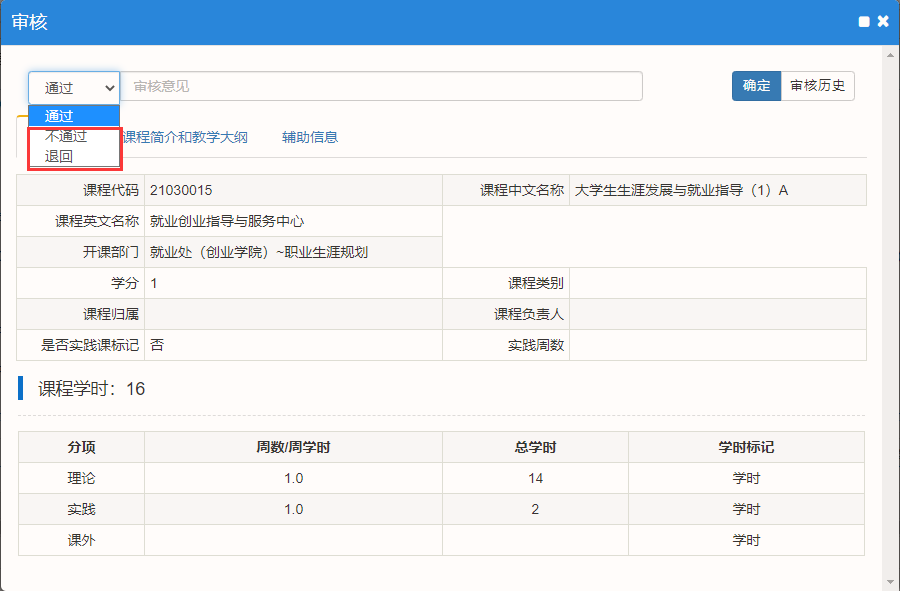 审核
通过 审核意见 确定 审核历史
通过
不通过 课程简介和教学大纲 辅助信息
退回
课程代码 21030015 课程中文名称 大学生生涯发展与就业指导（1）A
课程英文名称 就业创业指导与服务中心
开课部门 就业处（创业学院）~职业生涯规划
学分 1 课程类别
课程归属 课程负责人
是否实践课标记 否 实践周数
课程学时：16
分项 周数/周学时 总学时 学时标记
理论 1.0 14 学时
实践 1.0 2 学时
课外 学时